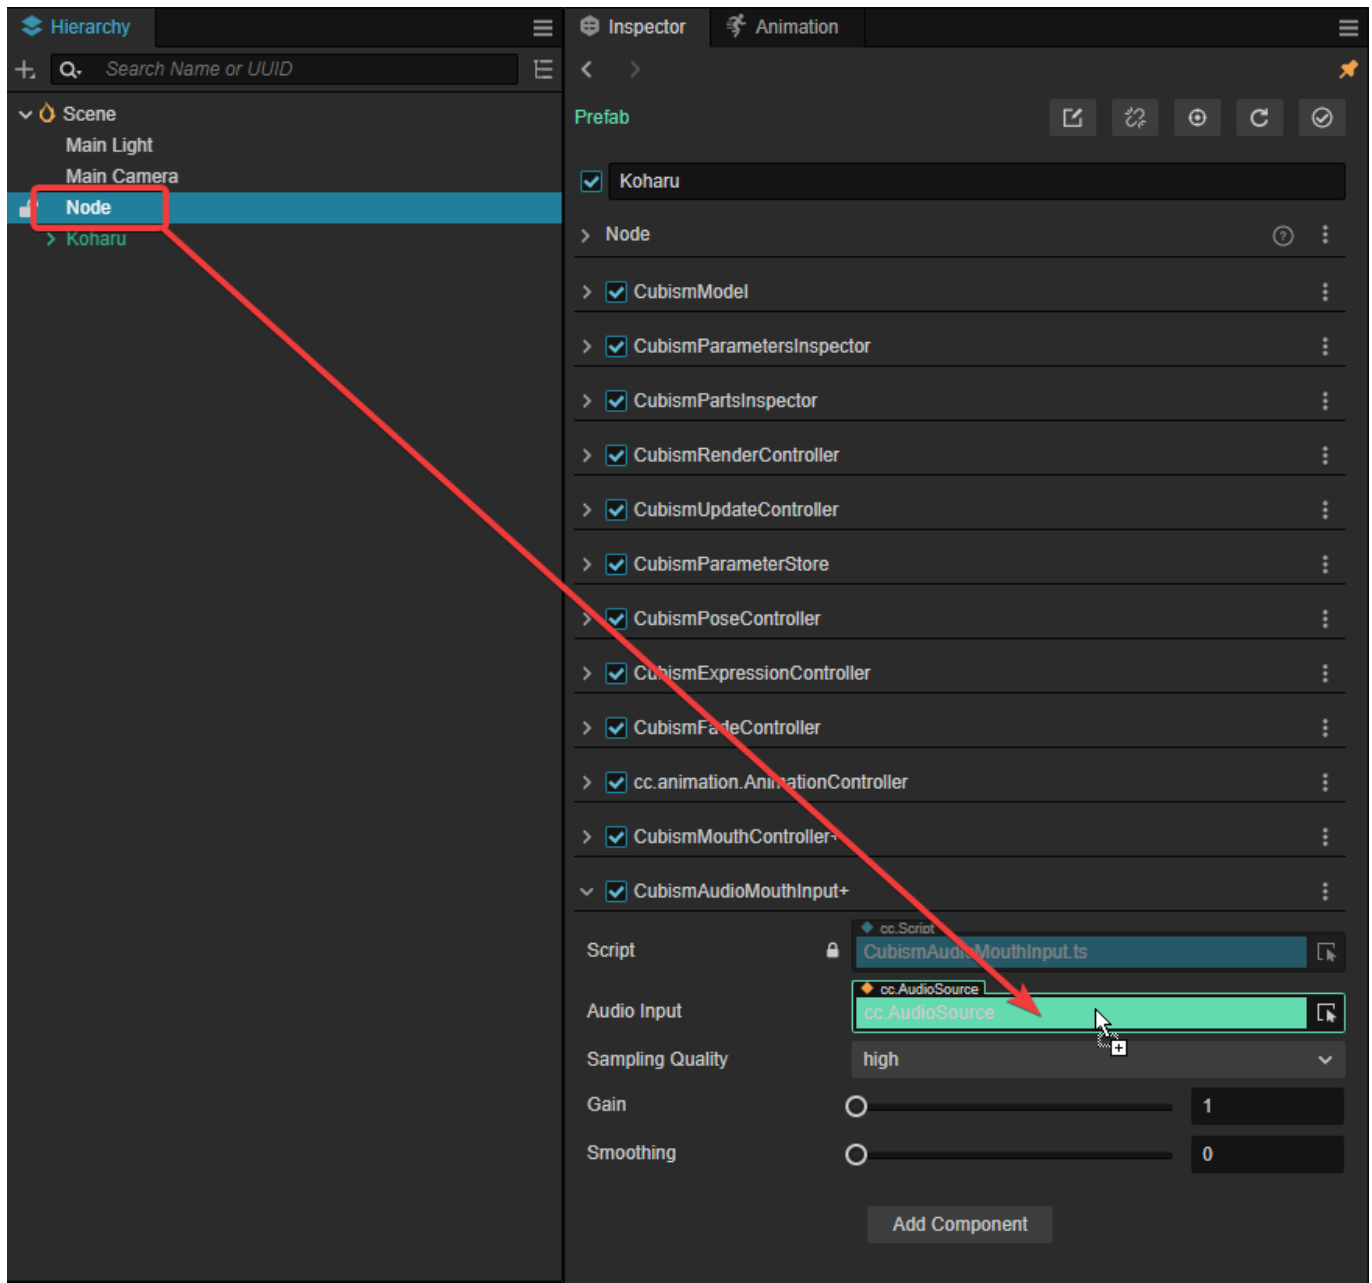 Hierarchy
Search Name or UUID
Scene
Main Light
Main Camera
Node
Koharu
Inspector
Animation
Prefab
Koharu
Node
CubismModel
CubismParametersInspector
CubismPartsInspector
CubismRenderController
CubismUpdateController
CubismParameterStore
CubismPoseController
CubismExpressionController
CubismFadeController
cc.animation.AnimationController
CubismMouthController+
CubismAudioMouthInput+
cc.Script
Script CubismAudioMouthInput.ts
cc.AudioSource
Audio Input cc.AudioSource
Sampling Quality high
Gain 1
Smoothing 0
Add Component